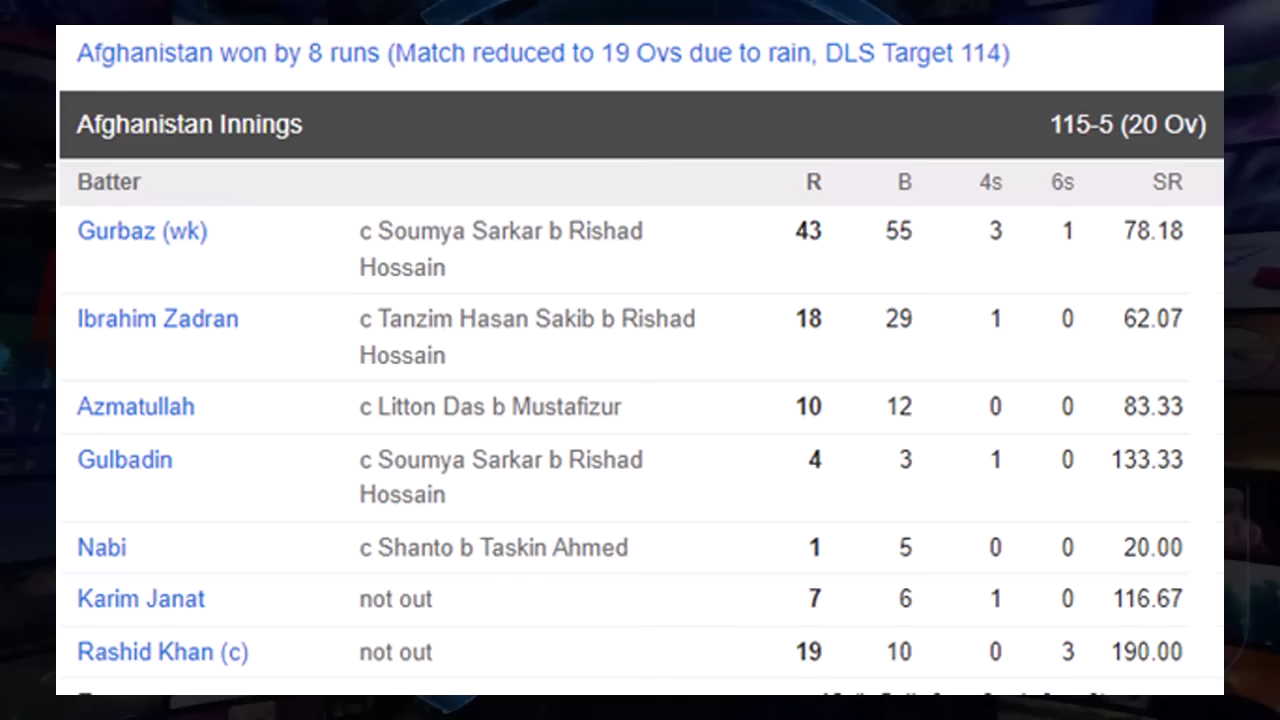 Afghanistan won by 8 runs (Match reduced to 19 Ovs due to rain, DLS Target 114)
Afghanistan Innings 115-5 (20 Ov)
Batter R B 4s 6s SR
Gurbaz (wk) c Soumya Sarkar b Rishad 43 55 3 1 78.18
Hossain
Ibrahim Zadran c Tanzim Hasan Sakib b Rishad 18 29 1 0 62.07
Hossain
Azmatullah c Litton Das b Mustafizur 10 12 0 0 83.33
Gulbadin c Soumya Sarkar b Rishad 4 3 1 0 133.33
Hossain
Nabi c Shanto b Taskin Ahmed 1 5 0 0 20.00
Karim Janat not out 7 6 1 0 116.67
Rashid Khan (c) not out 19 10 0 3 190.00